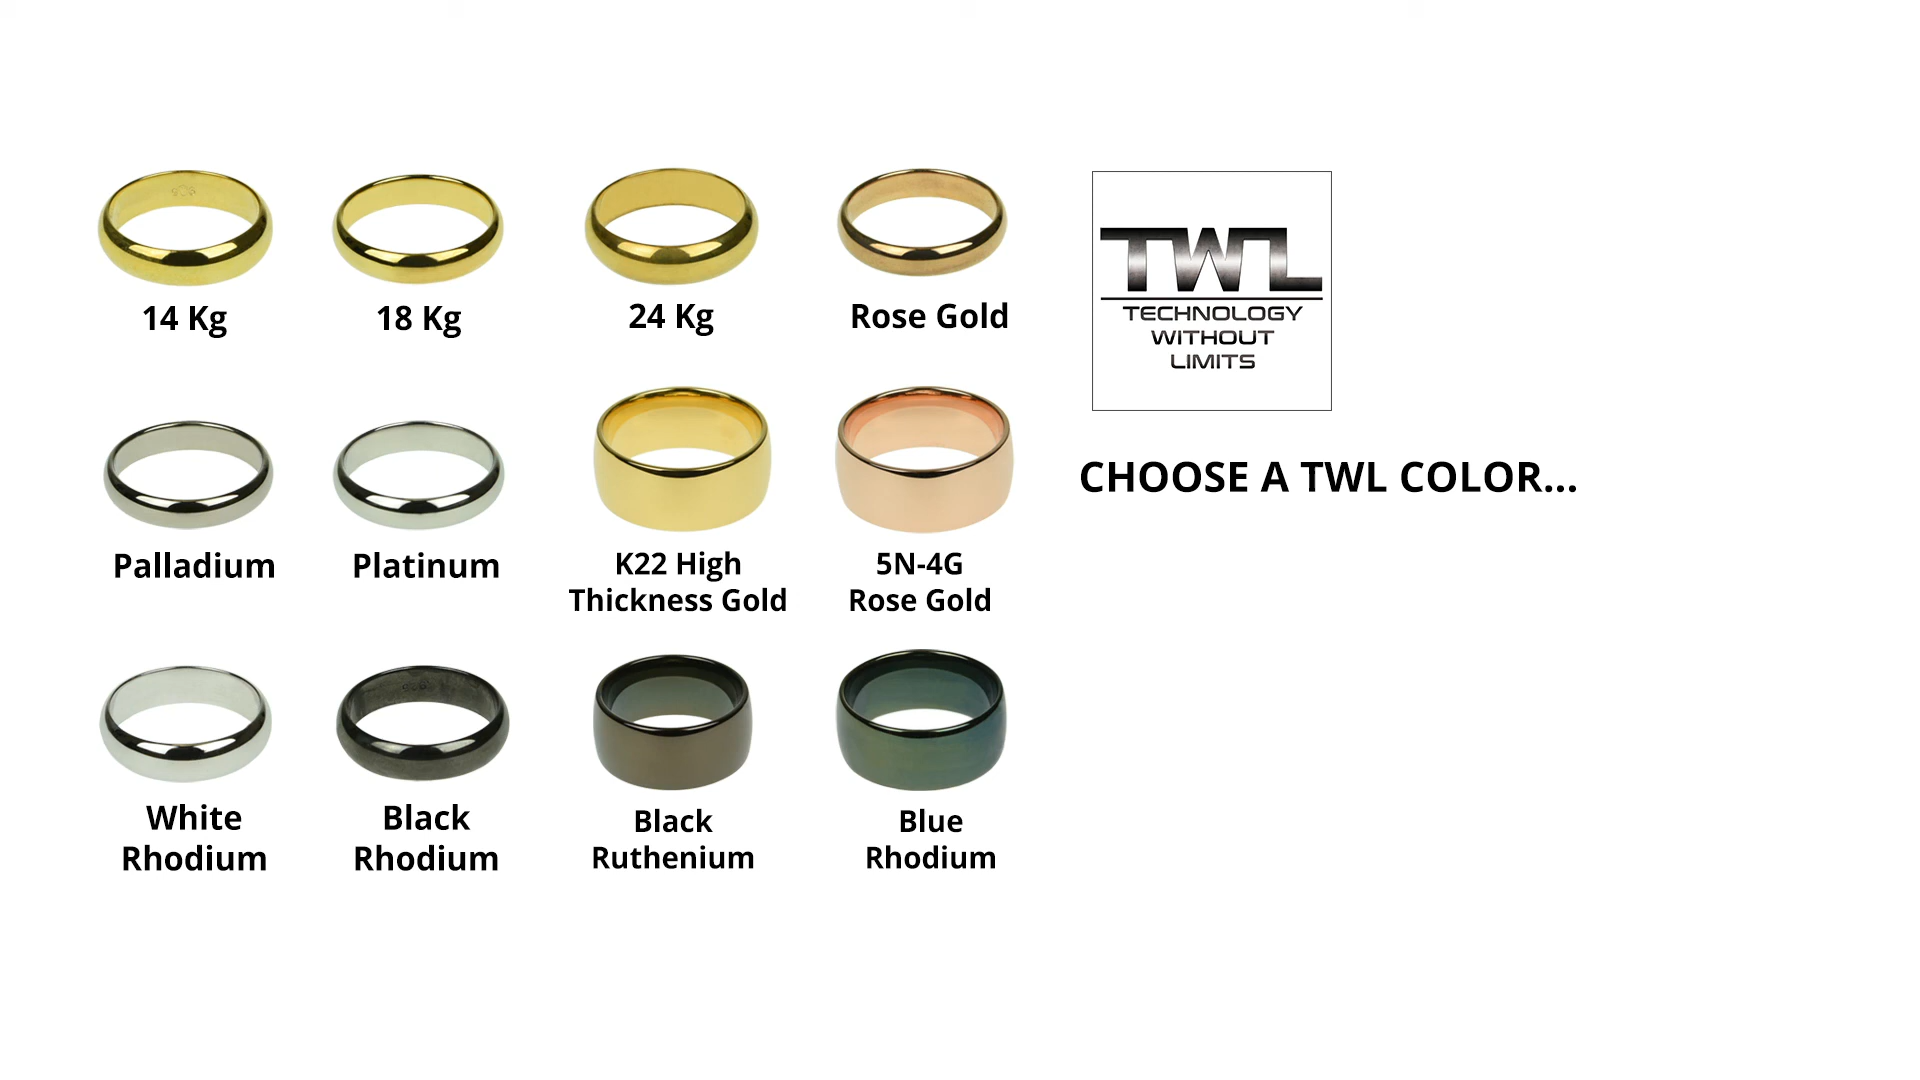 14 Kg
18 Kg
24 Kg
Rose Gold
Palladium
Platinum
K22 High
Thickness Gold
5N-4G
Rose Gold
White
Rhodium
Black
Rhodium
Black
Ruthenium
Blue
Rhodium
TWL
TECHNOLOGY
WITHOUT
LIMITS
CHOOSE A TWL COLOR...